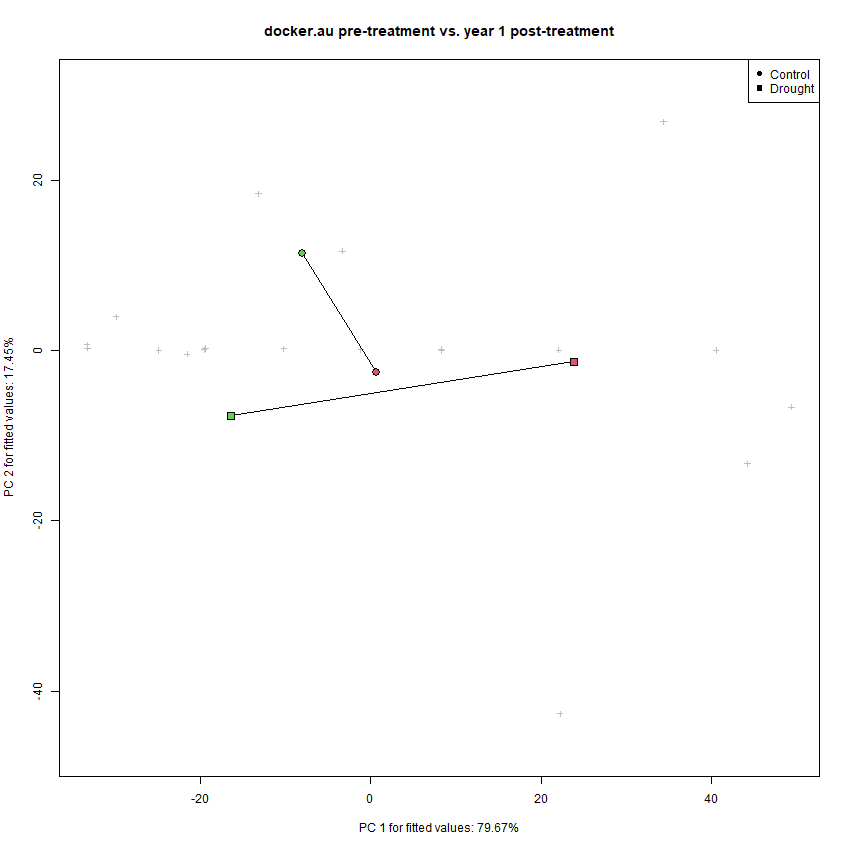 docker.au pre-treatment vs. year 1 post-treatment
Control
Drought
20
0
-20
-40
PC 2 for fitted values: 17.45%
-20
0
20
40
PC 1 for fitted values: 79.67%